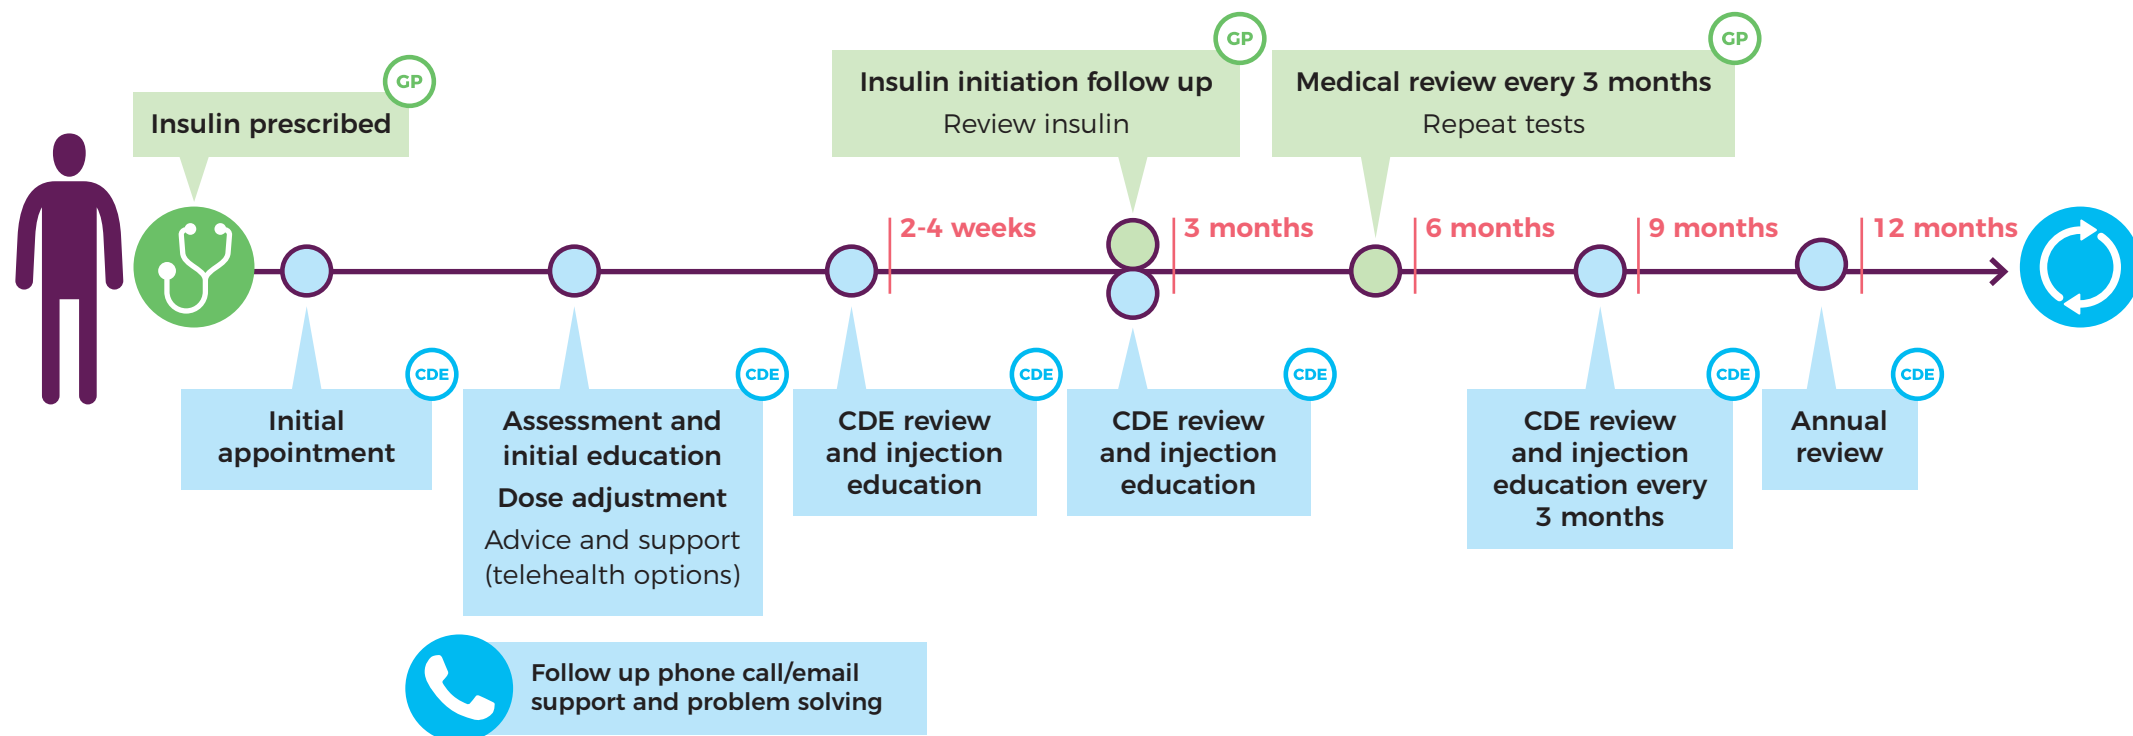 GP
Insulin prescribed
GP
Insulin initiation follow up
Review insulin
GP
Medical review every 3 months
Repeat tests
2-4 weeks
3 months
6 months
9 months
12 months
CDE
Initial
appointment
CDE
Assessment and
initial education
Dose adjustment
Advice and support
(telehealth options)
CDE
CDE review
and injection
education
CDE
CDE review
and injection
education
CDE
CDE review
and injection
education every
3 months
CDE
Annual
review
Follow up phone call/email
support and problem solving